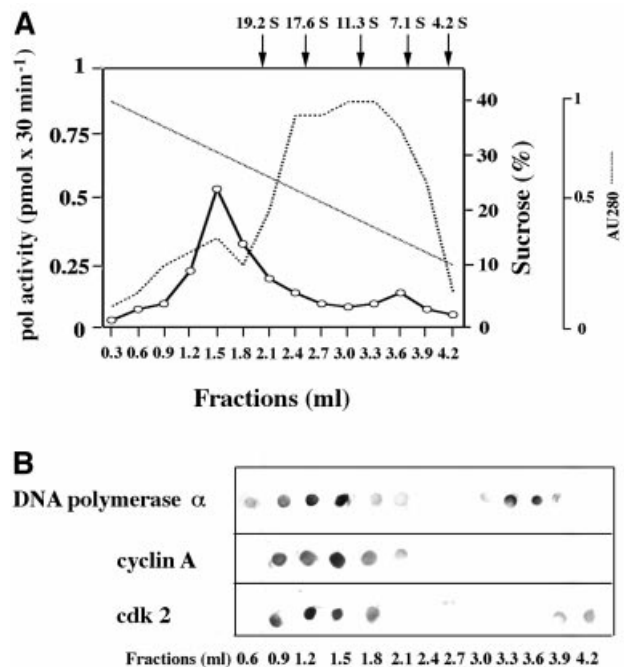 A
19.2 S 17.6 S 11.3 S 7.1 S 4.2 S
pol activity (pmol x 30 min⁻¹)
1
0.75
0.5
0.25
0
40
30
20
10
0
Sucrose (%)
1
0.5
0
AU280
0.3 0.6 0.9 1.2 1.5 1.8 2.1 2.4 2.7 3.0 3.3 3.6 3.9 4.2
Fractions (ml)
B
DNA polymerase α
cyclin A
cdk 2
Fractions (ml) 0.6 0.9 1.2 1.5 1.8 2.1 2.4 2.7 3.0 3.3 3.6 3.9 4.2